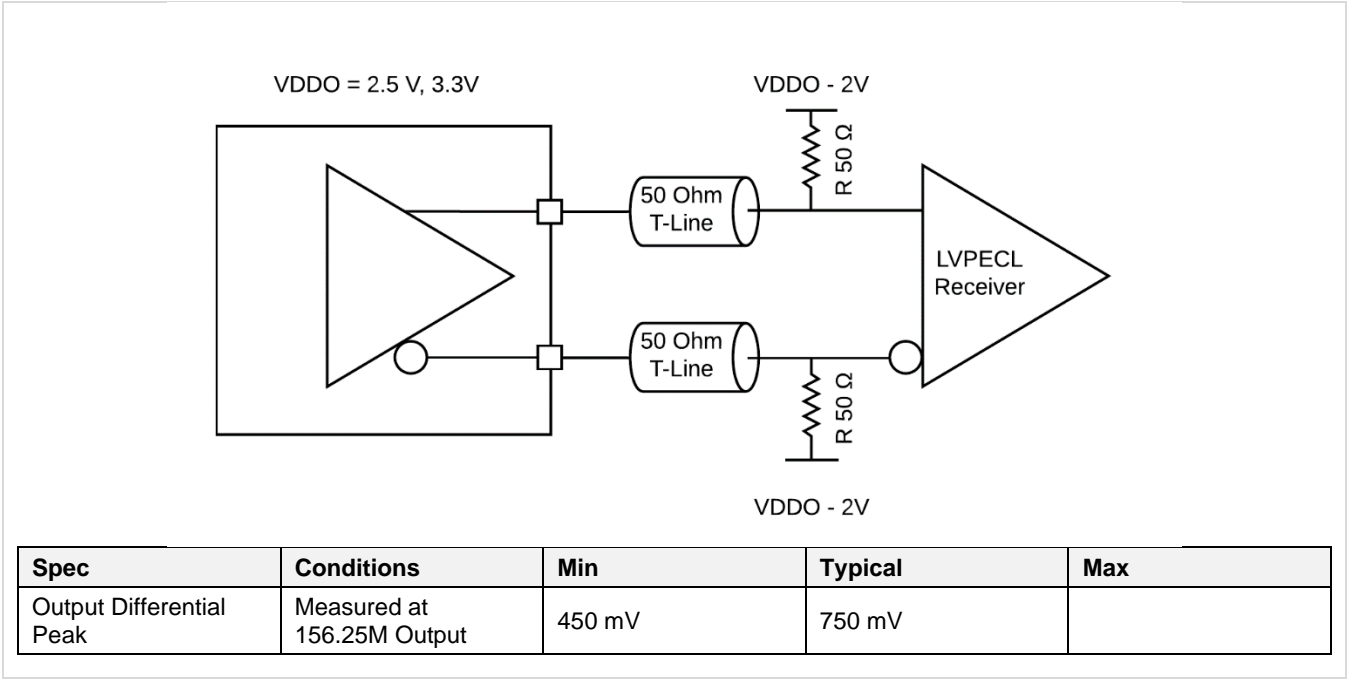 VDDO = 2.5 V, 3.3V
VDDO - 2V
R 50 Ω
50 Ohm
T-Line
LVPECL
Receiver
50 Ohm
T-Line
R 50 Ω
VDDO - 2V
Spec Conditions Min Typical Max
Output Differential
Peak
Measured at
156.25M Output
450 mV
750 mV